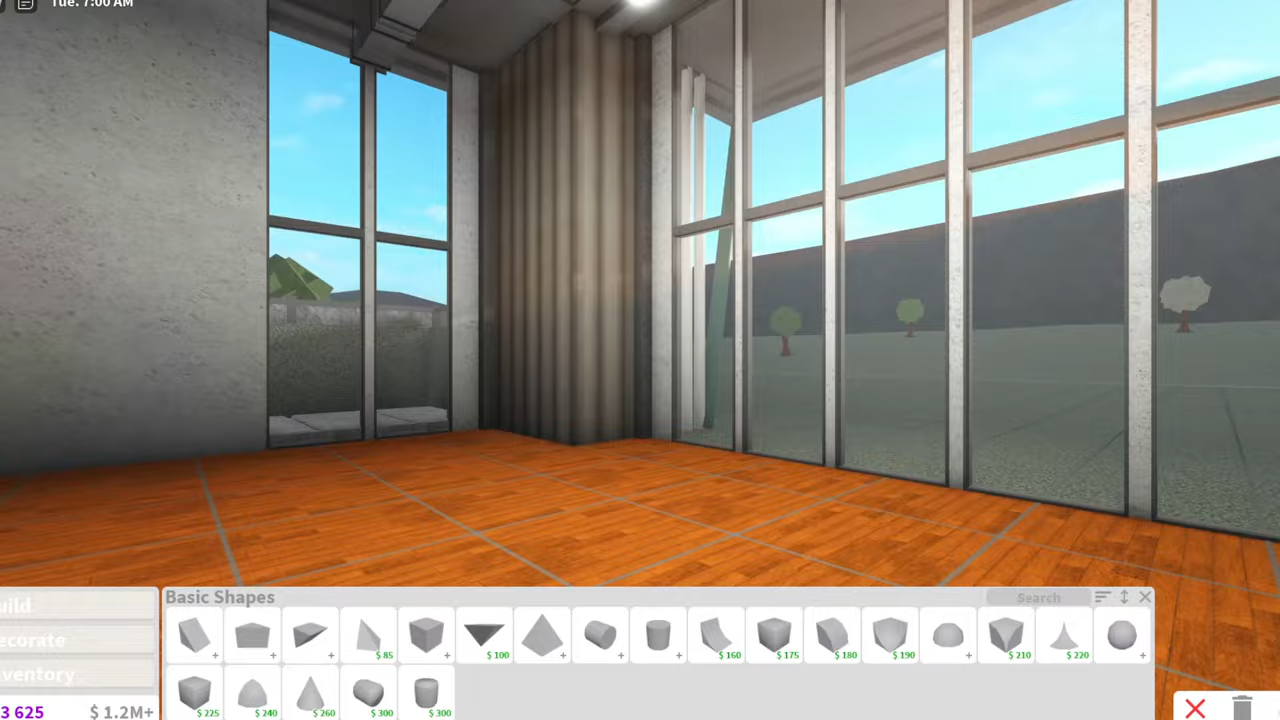 Tue. 7:00 AM
Basic Shapes
Search
uild
ecorate
nventory
+ + + $ 85 + $ 100 + + + $ 160 $ 175 $ 180 $ 190 + $ 210 $ 220 +
$ 225 $ 240 $ 260 $ 300 $ 300
3 625 $ 1.2M+